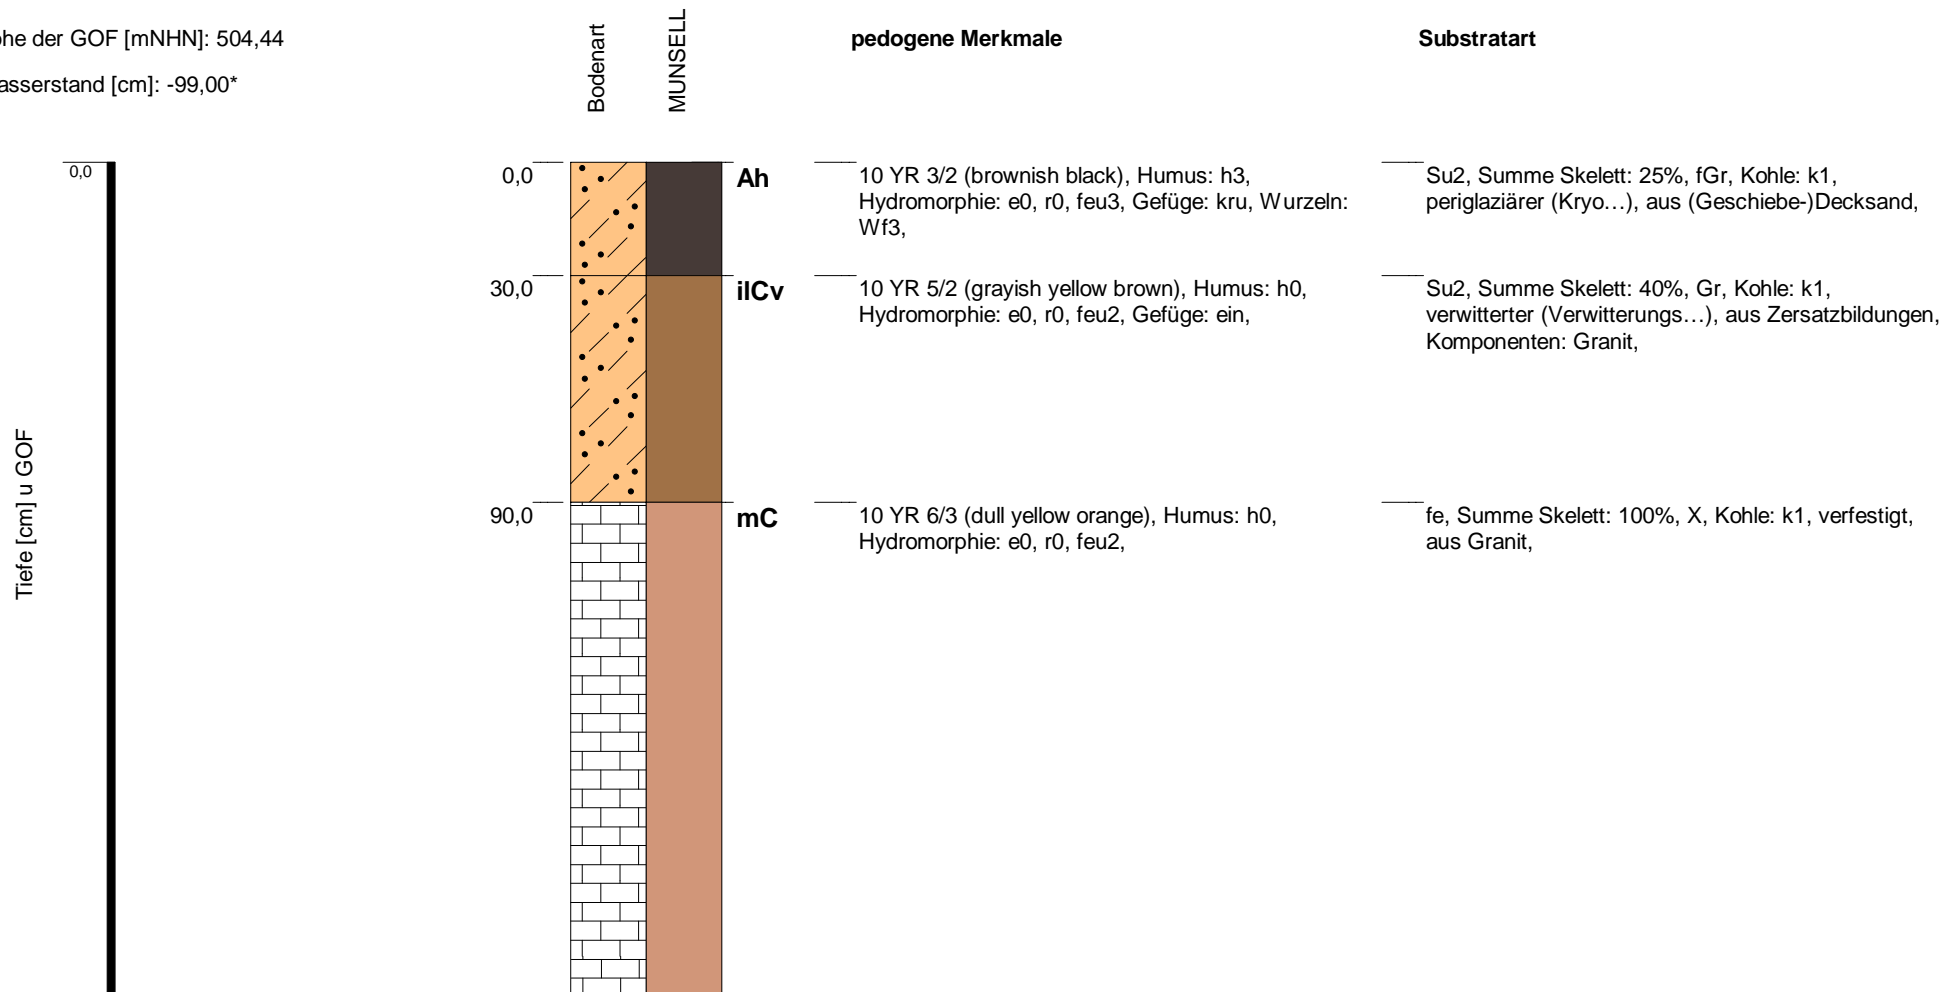 he der GOF [mNHN]: 504,44
asserstand [cm]: -99,00*
Bodenart
MUNSELL
pedogene Merkmale
Substratart
Tiefe [cm] u GOF
0,0
0,0
Ah
10 YR 3/2 (brownish black), Humus: h3,
Hydromorphie: e0, r0, feu3, Gefüge: kru, Wurzeln:
Wf3,
Su2, Summe Skelett: 25%, fGr, Kohle: k1,
periglaziärer (Kryo…), aus (Geschiebe-)Decksand,
30,0
ilCv
10 YR 5/2 (grayish yellow brown), Humus: h0,
Hydromorphie: e0, r0, feu2, Gefüge: ein,
Su2, Summe Skelett: 40%, Gr, Kohle: k1,
verwitterter (Verwitterungs…), aus Zersatzbildungen,
Komponenten: Granit,
90,0
mC
10 YR 6/3 (dull yellow orange), Humus: h0,
Hydromorphie: e0, r0, feu2,
fe, Summe Skelett: 100%, X, Kohle: k1, verfestigt,
aus Granit,